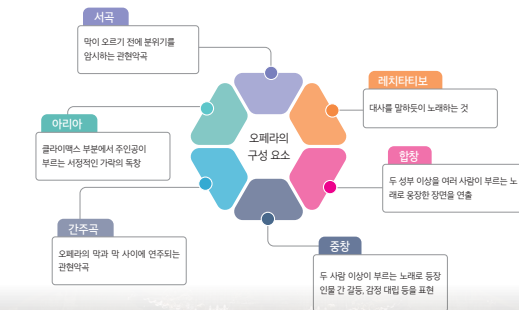 서곡
막이 오르기 전에 분위기를
암시하는 관현악곡
레치타티보
대사를 말하듯이 노래하는 것
아리아
클라이맥스 부분에서 주인공이
부르는 서정적인 가락의 독창
오페라의
구성 요소
합창
두 성부 이상을 여러 사람이 부르는 노
래로 웅장한 장면을 연출
간주곡
오페라의 막과 막 사이에 연주되는
관현악곡
중창
두 사람 이상이 부르는 노래로 등장
인물 간 갈등, 감정 대립 등을 표현